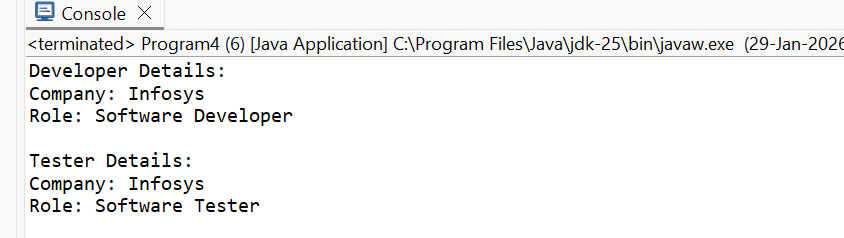 Console
<terminated> Program4 (6) [Java Application] C:\Program Files\Java\jdk-25\bin\javaw.exe (29-Jan-2026
Developer Details:
Company: Infosys
Role: Software Developer
Tester Details:
Company: Infosys
Role: Software Tester